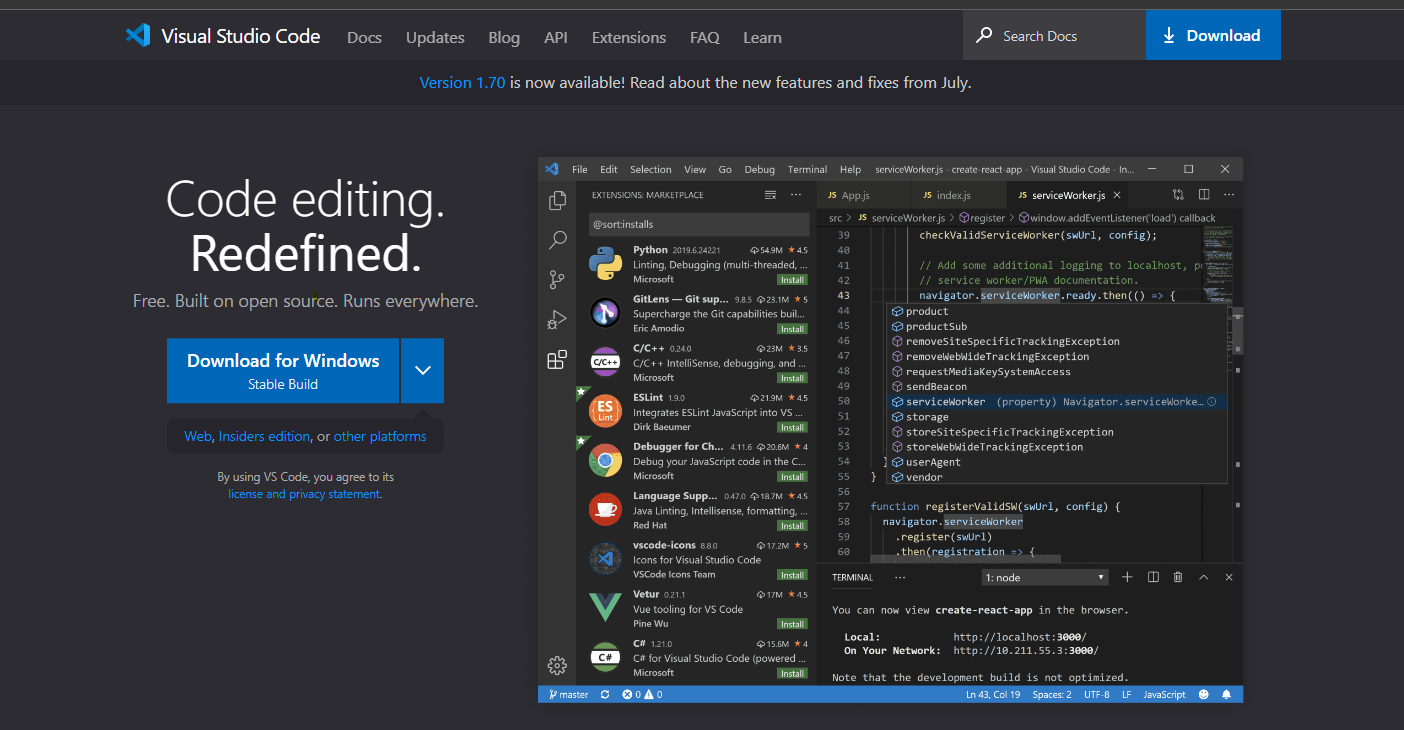 Visual Studio Code Docs Updates Blog API Extensions FAQ Learn Search Docs Download
Version 1.70 is now available! Read about the new features and fixes from July.
Code editing.
Redefined.
Free. Built on open source. Runs everywhere.
Download for Windows
Stable Build
Web, Insiders edition, or other platforms
By using VS Code, you agree to its
license and privacy statement.
File Edit Selection View Go Debug Terminal Help serviceWorker.js - create-react-app - Visual Studio Code - In...
EXTENSIONS: MARKETPLACE ···
@sort:installs
Python 2019.6.24221 54.9M ★ 4.5
Linting, Debugging (multi-threaded, ...
Microsoft Install
GitLens — Git sup... 9.8.5 23.1M ★ 5
Supercharge the Git capabilities buil...
Eric Amodio Install
C/C++
C/C++ 0.24.0 23M ★ 3.5
C/C++ IntelliSense, debugging, and ...
Microsoft Install
ES
Lint
ESLint 1.9.0 21.9M ★ 4.5
Integrates ESLint JavaScript into VS ...
Dirk Baeumer Install
Debugger for Ch... 4.11.6 20.6M ★ 4
Debug your JavaScript code in the C...
Microsoft Install
Language Supp... 0.47.0 18.7M ★ 4.5
Java Linting, Intellisense, formatting, ...
Red Hat Install
vscode-icons 8.8.0 17.2M ★ 5
Icons for Visual Studio Code
VSCode Icons Team Install
Vetur 0.21.1 17M ★ 4.5
Vue tooling for VS Code
Pine Wu Install
C#
C# 1.21.0 15.6M ★ 4
C# for Visual Studio Code (powered ...
Microsoft Install
JS App.js JS index.js JS serviceWorker.js ×
src > JS serviceWorker.js > register > window.addEventListener('load') callback
39 checkValidServiceWorker(swUrl, config);
40
41 // Add some additional logging to localhost, p
42 // service worker/PWA documentation.
43 navigator.serviceWorker.ready.then(() => {
44 product
45 productSub
46 removeSiteSpecificTrackingException
47 removeWebWideTrackingException
48 requestMediaKeySystemAccess
49 sendBeacon
50 serviceWorker (property) Navigator.serviceWorke...
51 storage
52 storeSiteSpecificTrackingException
53 storeWebWideTrackingException
54 userAgent
55 } vendor
56
57 function registerValidSW(swUrl, config) {
58 navigator.serviceWorker
59 .register(swUrl)
60 .then(registration => {
TERMINAL ··· 1: node
You can now view create-react-app in the browser.
Local: http://localhost:3000/
On Your Network: http://10.211.55.3:3000/
Note that the development build is not optimized.
master 0 0 Ln 43, Col 19 Spaces: 2 UTF-8 LF JavaScript